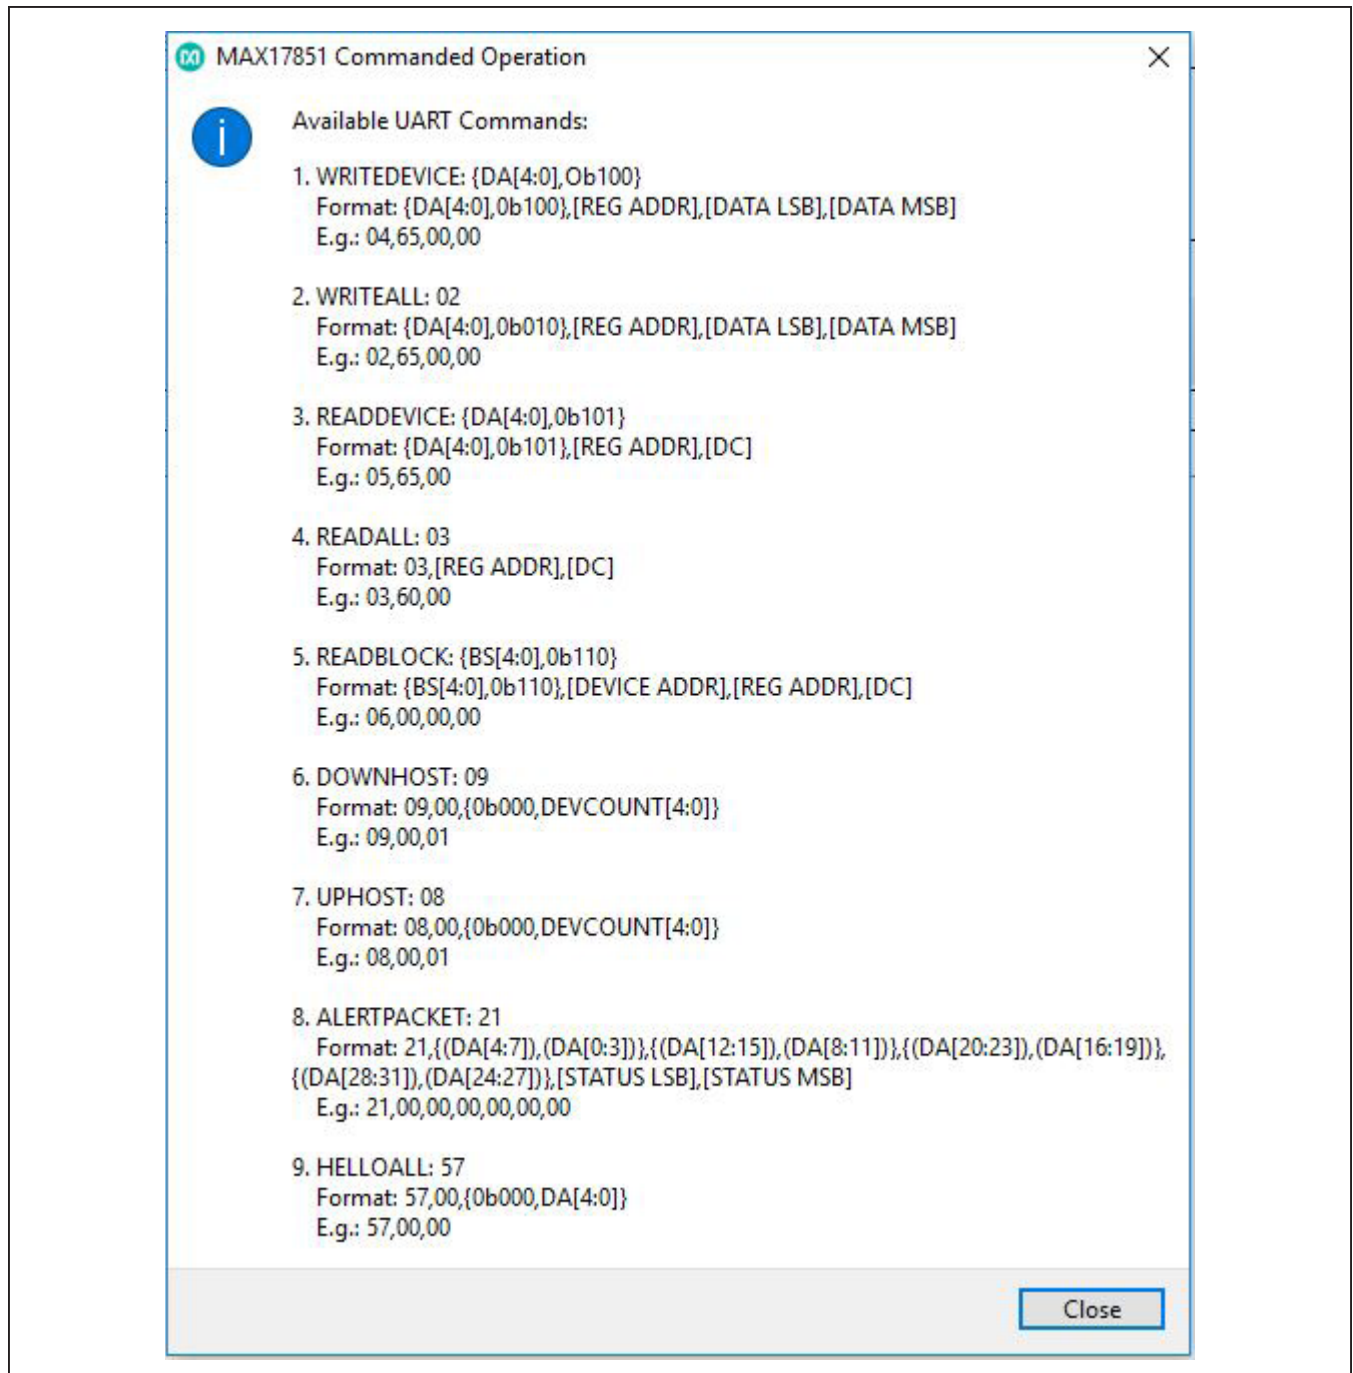 MAX17851 Commanded Operation
Available UART Commands:
1. WRITEDEVICE: {DA[4:0],Ob100}
Format: {DA[4:0],0b100},[REG ADDR],[DATA LSB],[DATA MSB]
E.g.: 04,65,00,00
2. WRITEALL: 02
Format: {DA[4:0],0b010},[REG ADDR],[DATA LSB],[DATA MSB]
E.g.: 02,65,00,00
3. READDEVICE: {DA[4:0],0b101}
Format: {DA[4:0],0b101},[REG ADDR],[DC]
E.g.: 05,65,00
4. READALL: 03
Format: 03,[REG ADDR],[DC]
E.g.: 03,60,00
5. READBLOCK: {BS[4:0],0b110}
Format: {BS[4:0],0b110},[DEVICE ADDR],[REG ADDR],[DC]
E.g.: 06,00,00,00
6. DOWNHOST: 09
Format: 09,00,{0b000,DEVCOUNT[4:0]}
E.g.: 09,00,01
7. UPHOST: 08
Format: 08,00,{0b000,DEVCOUNT[4:0]}
E.g.: 08,00,01
8. ALERTPACKET: 21
Format: 21,{(DA[4:7]),(DA[0:3])},{(DA[12:15]),(DA[8:11])},{(DA[20:23]),(DA[16:19])},
{(DA[28:31]),(DA[24:27])},[STATUS LSB],[STATUS MSB]
E.g.: 21,00,00,00,00,00,00
9. HELLOALL: 57
Format: 57,00,{0b000,DA[4:0]}
E.g.: 57,00,00
Close